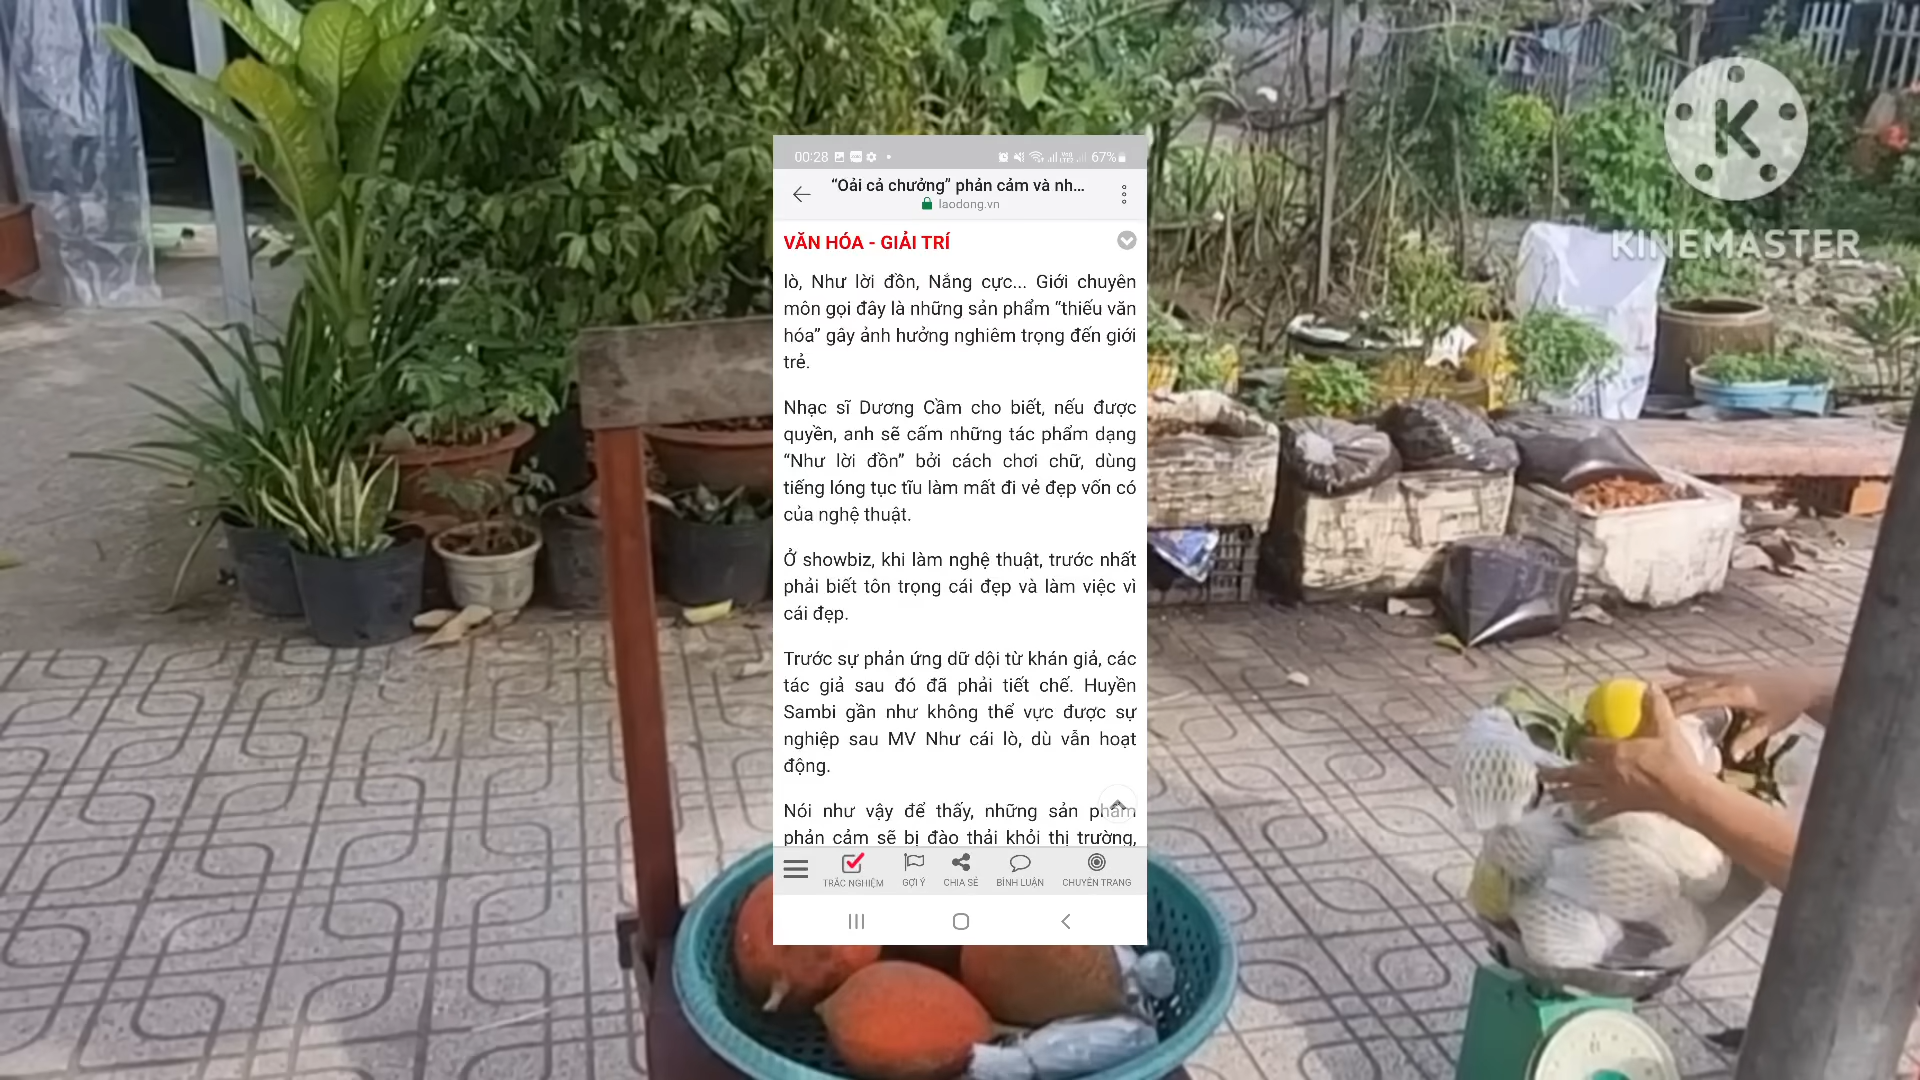 K
KINEMASTER
00:28
67%
“Oải cả chưởng” phản cảm và nh...
laodong.vn
VĂN HÓA - GIẢI TRÍ
lò, Như lời đồn, Nắng cực... Giới chuyên
môn gọi đây là những sản phẩm “thiếu văn
hóa” gây ảnh hưởng nghiêm trọng đến giới
trẻ.
Nhạc sĩ Dương Cầm cho biết, nếu được
quyền, anh sẽ cấm những tác phẩm dạng
“Như lời đồn” bởi cách chơi chữ, dùng
tiếng lóng tục tĩu làm mất đi vẻ đẹp vốn có
của nghệ thuật.
Ở showbiz, khi làm nghệ thuật, trước nhất
phải biết tôn trọng cái đẹp và làm việc vì
cái đẹp.
Trước sự phản ứng dữ dội từ khán giả, các
tác giả sau đó đã phải tiết chế. Huyền
Sambi gần như không thể vực được sự
nghiệp sau MV Như cái lò, dù vẫn hoạt
động.
Nói như vậy để thấy, những sản phẩm
phản cảm sẽ bị đào thải khỏi thị trường,
TRẮC NGHIỆM
GỢI Ý
CHIA SẺ
BÌNH LUẬN
CHUYÊN TRANG